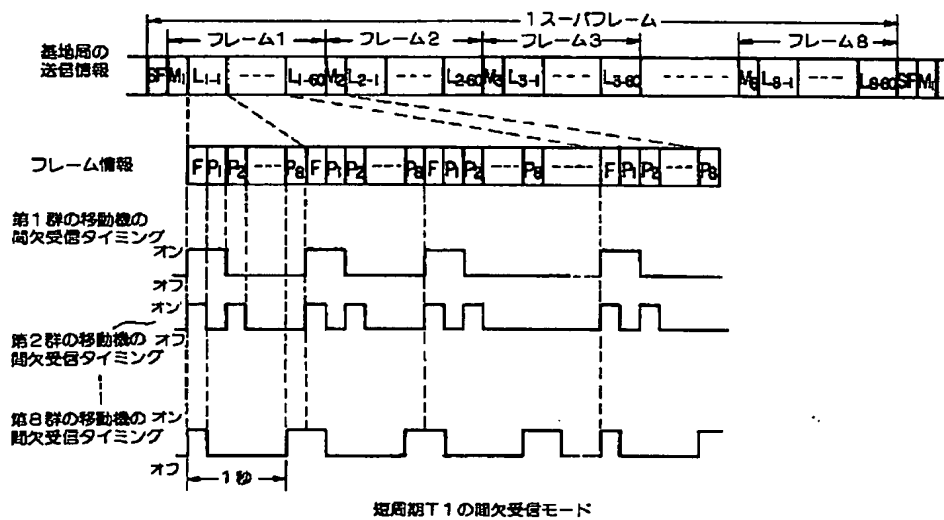 1スーパフレーム
フレーム1 フレーム2 フレーム3 フレーム8
基地局の
送信情報
SF M1 L1-1 ---- L1-60 M2 L2-1 ---- L2-60 M3 L3-1 L3-60 M8 L8-1 ---- L8-60 SF M1
フレーム情報
F P1 P2 ---- P8 F P1 P2 ---- P8 F P1 P2 ---- P8 F P1 P2 ---- P8
第1群の移動機の
間欠受信タイミング
オン
オフ
オン
第2群の移動機の オフ
間欠受信タイミング
第8群の移動機の オン
間欠受信タイミング
オフ
1秒
短周期T1の間欠受信モード